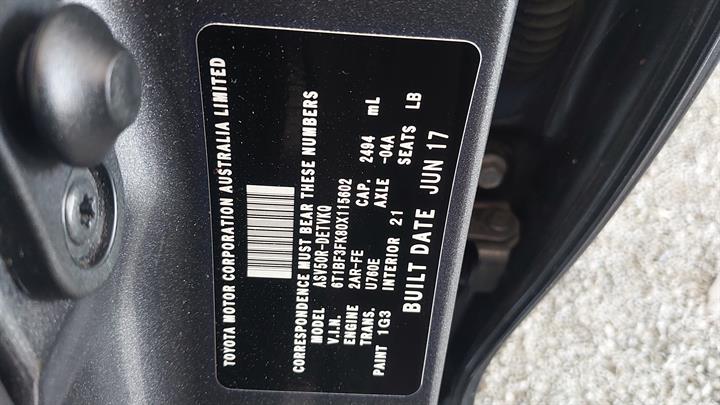 TOYOTA MOTOR CORPORATION AUSTRALIA LIMITED
CORRESPONDENCE MUST BEAR THESE NUMBERS
MODEL ASV50R-DETVKQ
V.I.N. 6T1BF3FK80X115602
ENGINE 2AR-FE CAP. 2494 mL
TRANS. U760E AXLE -04A
PAINT 1G3 INTERIOR 21 SEATS LB
BUILT DATE JUN 17